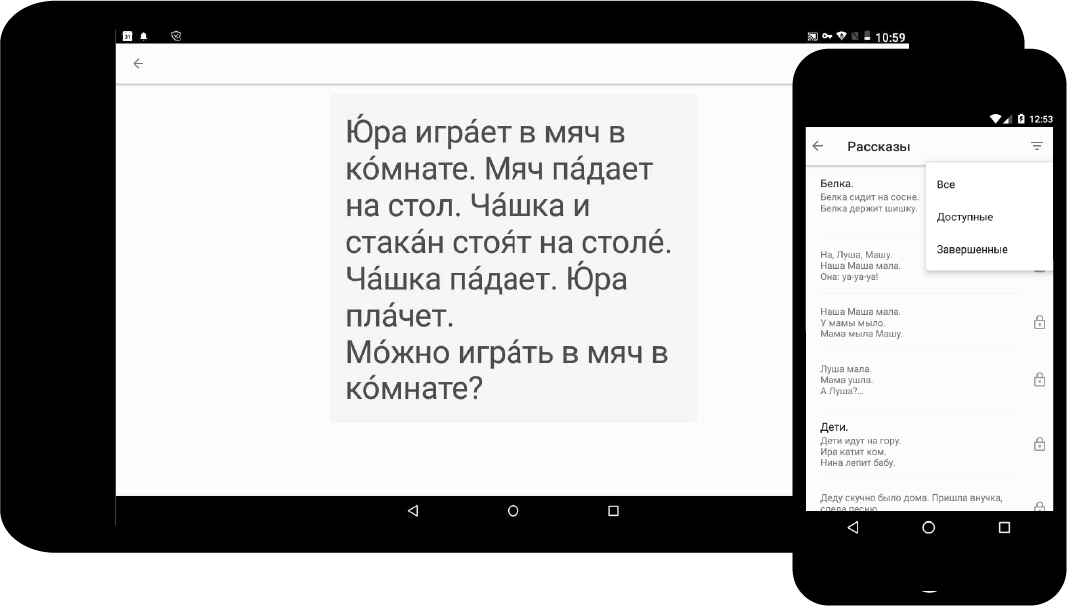 31
10:59
Ю́ра игра́ет в мяч в
ко́мнате. Мяч па́дает
на стол. Ча́шка и
стака́н стоя́т на столе́.
Ча́шка па́дает. Ю́ра
пла́чет.
Мо́жно игра́ть в мяч в
ко́мнате?
12:53
Рассказы
Все
Доступные
Завершенные
Белка.
Белка сидит на сосне.
Белка держит шишку.
На, Луша, Машу.
Наша Маша мала.
Она: уа-уа-уа!
Наша Маша мала.
У мамы мыло.
Мама мыла Машу.
Луша мала.
Мама ушла.
А Луша?...
Дети.
Дети идут на гору.
Ира катит ком.
Нина лепит бабу.
Деду скучно было дома. Пришла внучка,
спела песню.